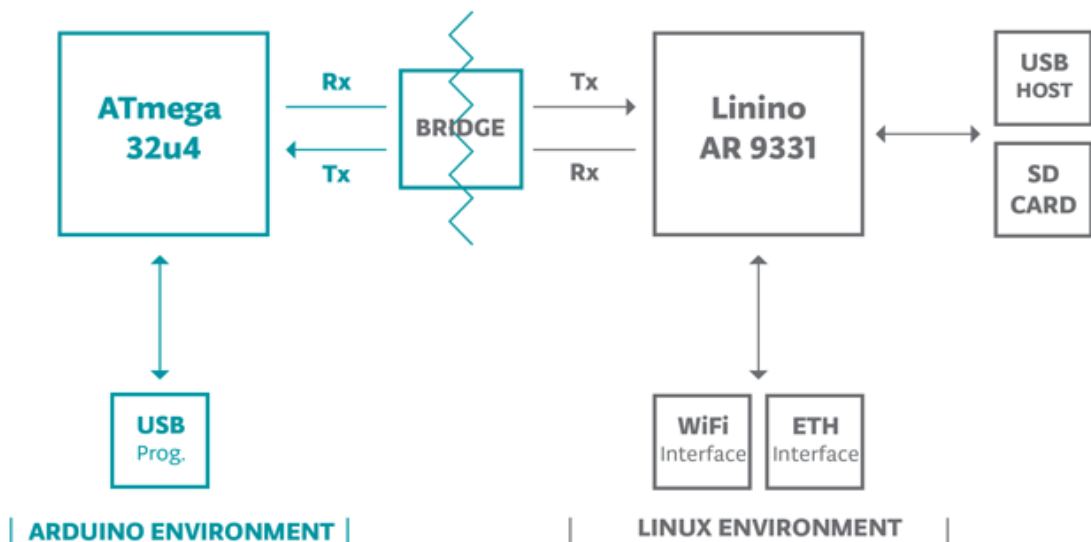 ATmega
32u4
Rx
Tx
BRIDGE
Tx
Rx
Linino
AR 9331
USB
HOST
SD
CARD
USB
Prog.
WiFi
Interface
ETH
Interface
ARDUINO ENVIRONMENT
LINUX ENVIRONMENT